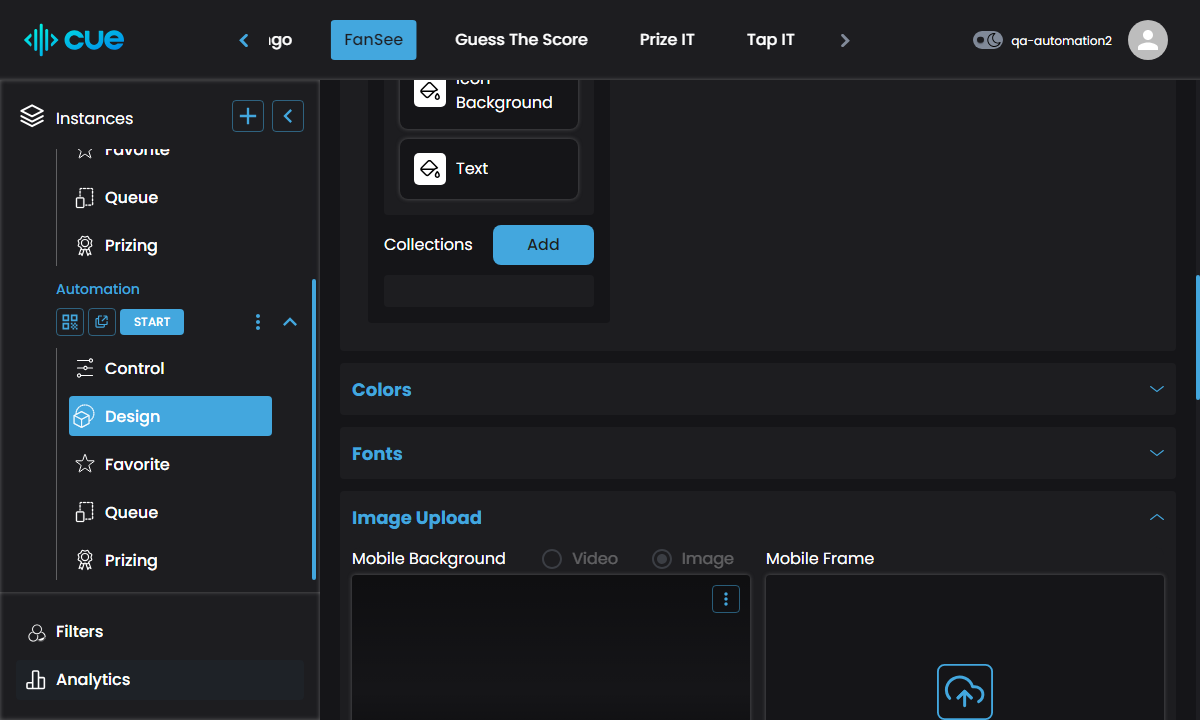 cue
FanSee
Guess The Score
Prize IT
Tap IT
qa-automation2
Instances
Favorite
Queue
Prizing
Automation
START
Control
Design
Favorite
Queue
Prizing
Filters
Analytics
Icon
Background
Text
Collections
Add
Colors
Fonts
Image Upload
Mobile Background
Video
Image
Mobile Frame